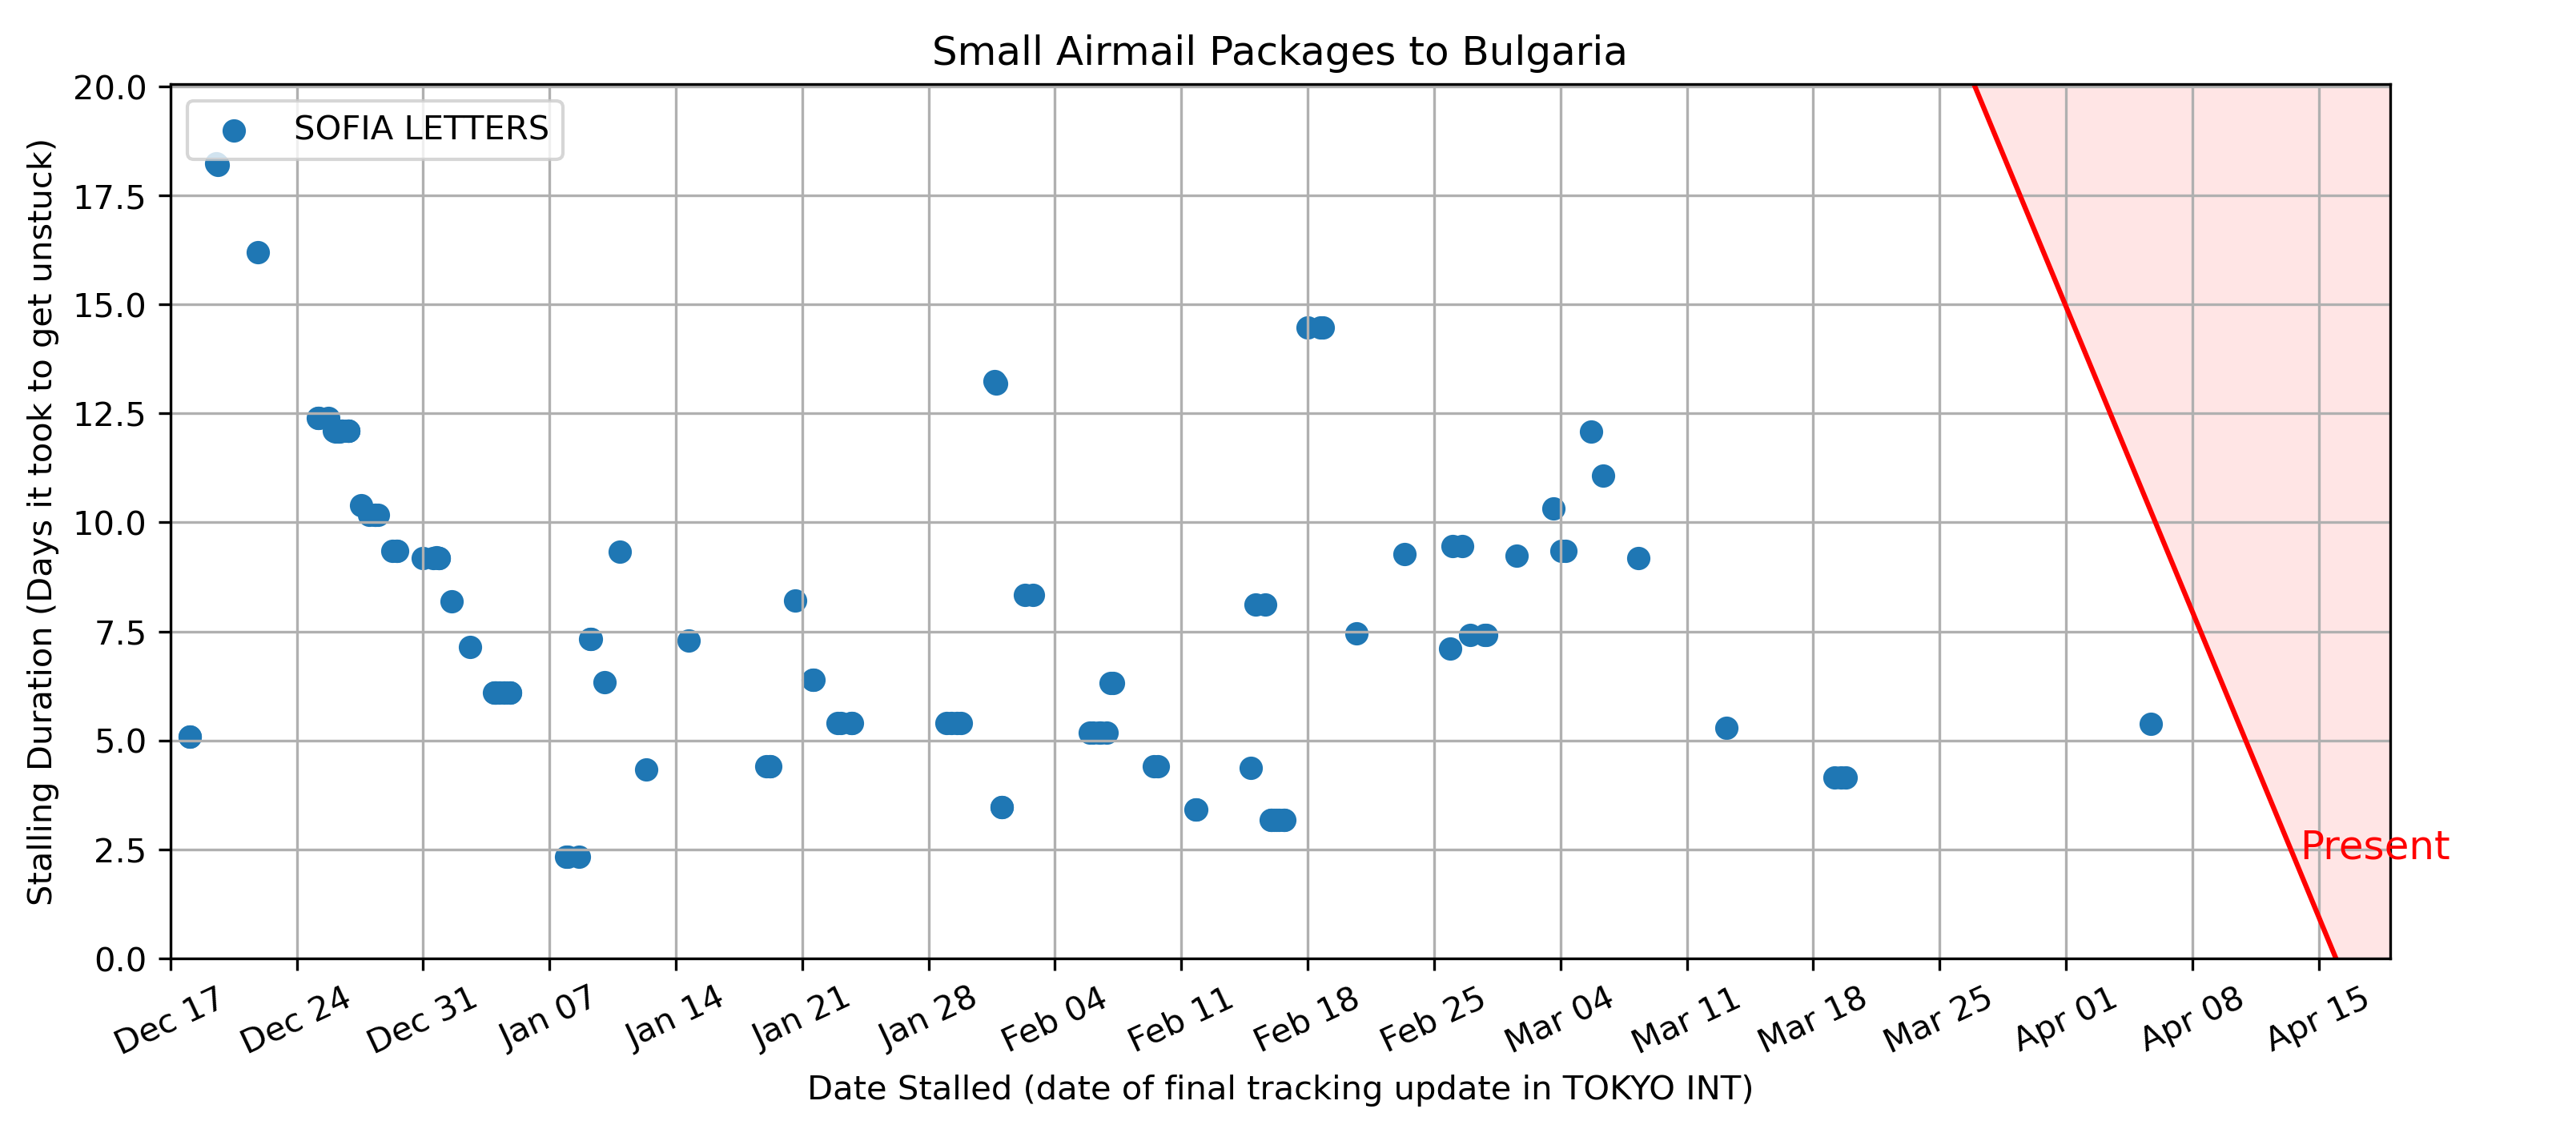 Small Airmail Packages to Bulgaria
SOFIA LETTERS
Stalling Duration (Days it took to get unstuck)
20.0
17.5
15.0
12.5
10.0
7.5
5.0
2.5
0.0
Present
Dec 17 Dec 24 Dec 31 Jan 07 Jan 14 Jan 21 Jan 28 Feb 04 Feb 11 Feb 18 Feb 25 Mar 04 Mar 11 Mar 18 Mar 25 Apr 01 Apr 08 Apr 15
Date Stalled (date of final tracking update in TOKYO INT)